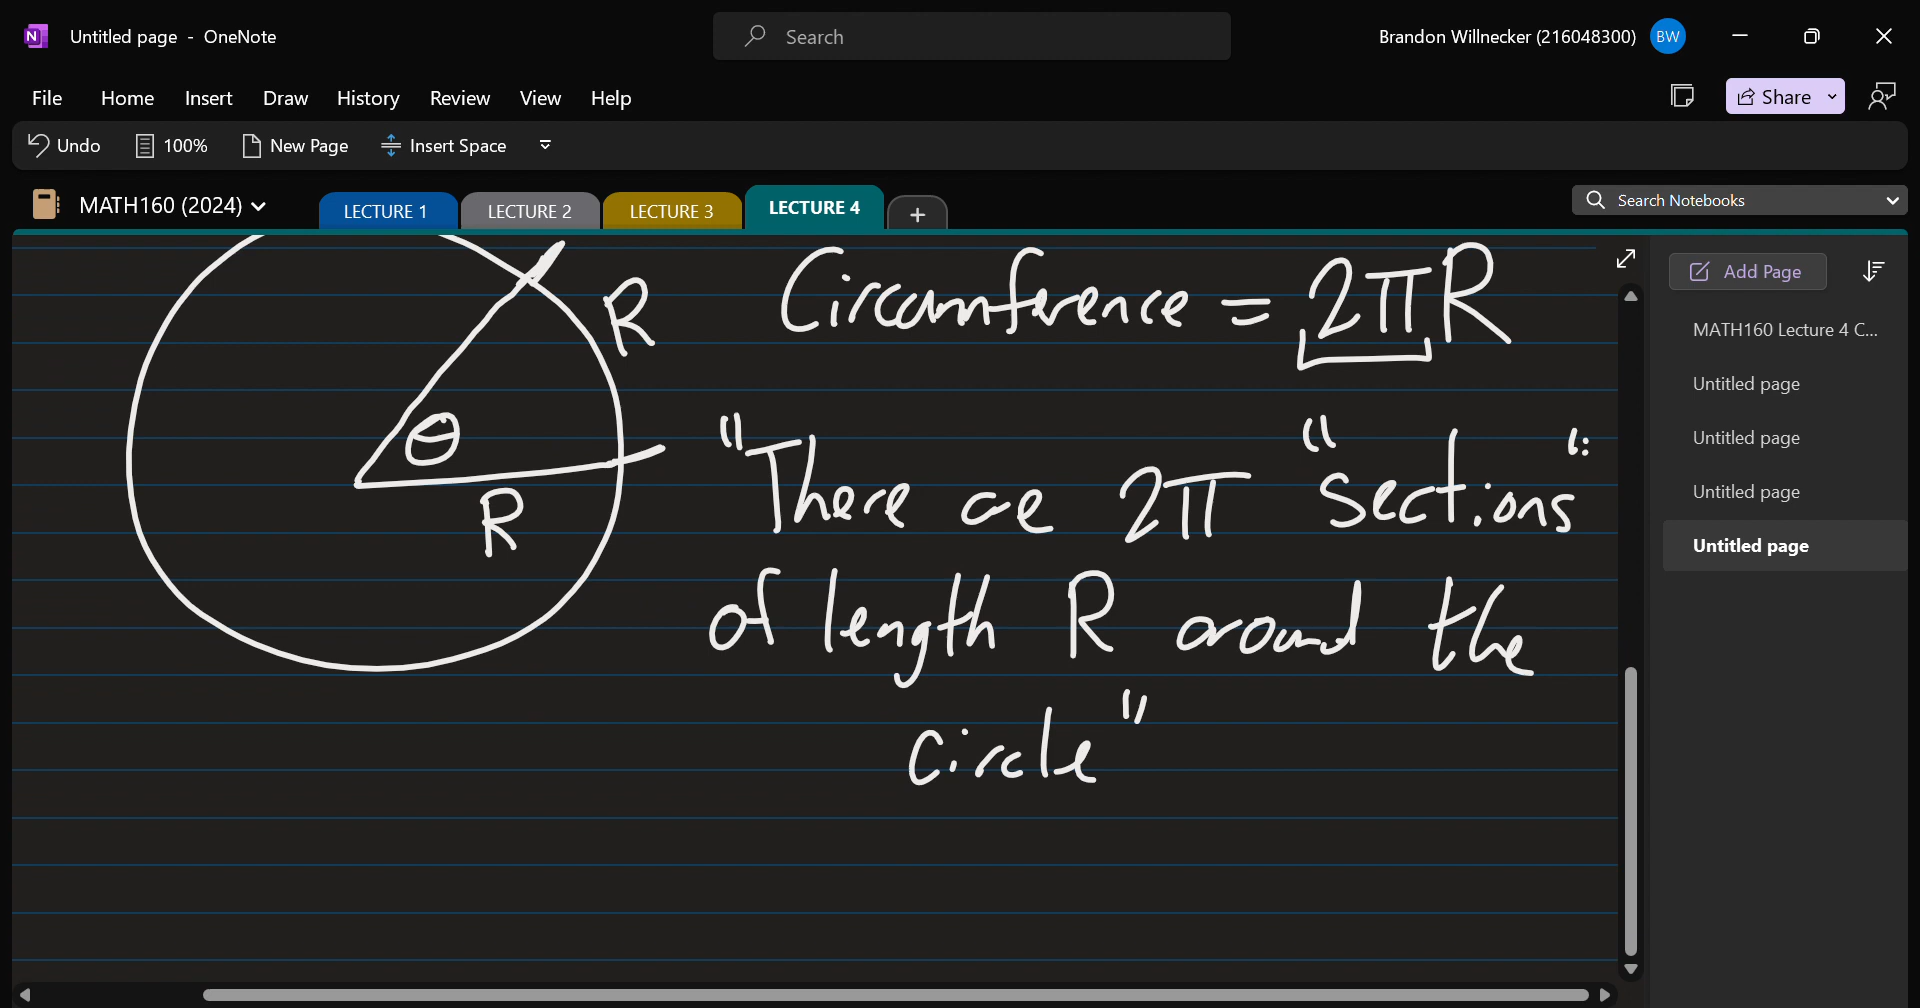 Untitled page - OneNote
Search
Brandon Willnecker (216048300)
BW
File Home Insert Draw History Review View Help
Share
Undo 100% New Page Insert Space
MATH160 (2024)
LECTURE 1
LECTURE 2
LECTURE 3
LECTURE 4
+
Search Notebooks
Add Page
MATH160 Lecture 4 C...
Untitled page
Untitled page
Untitled page
Untitled page
R
θ
R
Circumference = 2πR
"There are 2π "sections"
of length R around the
circle"